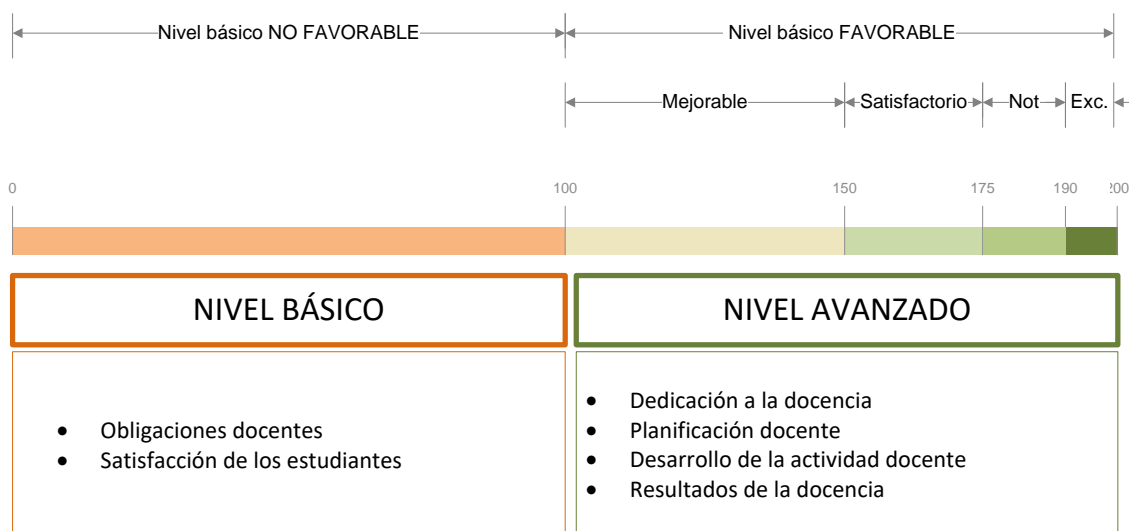 Nivel básico NO FAVORABLE
Nivel básico FAVORABLE
Mejorable
Satisfactorio
Not
Exc.
0
100
150
175
190
200
NIVEL BÁSICO
NIVEL AVANZADO
• Obligaciones docentes
• Satisfacción de los estudiantes
• Dedicación a la docencia
• Planificación docente
• Desarrollo de la actividad docente
• Resultados de la docencia